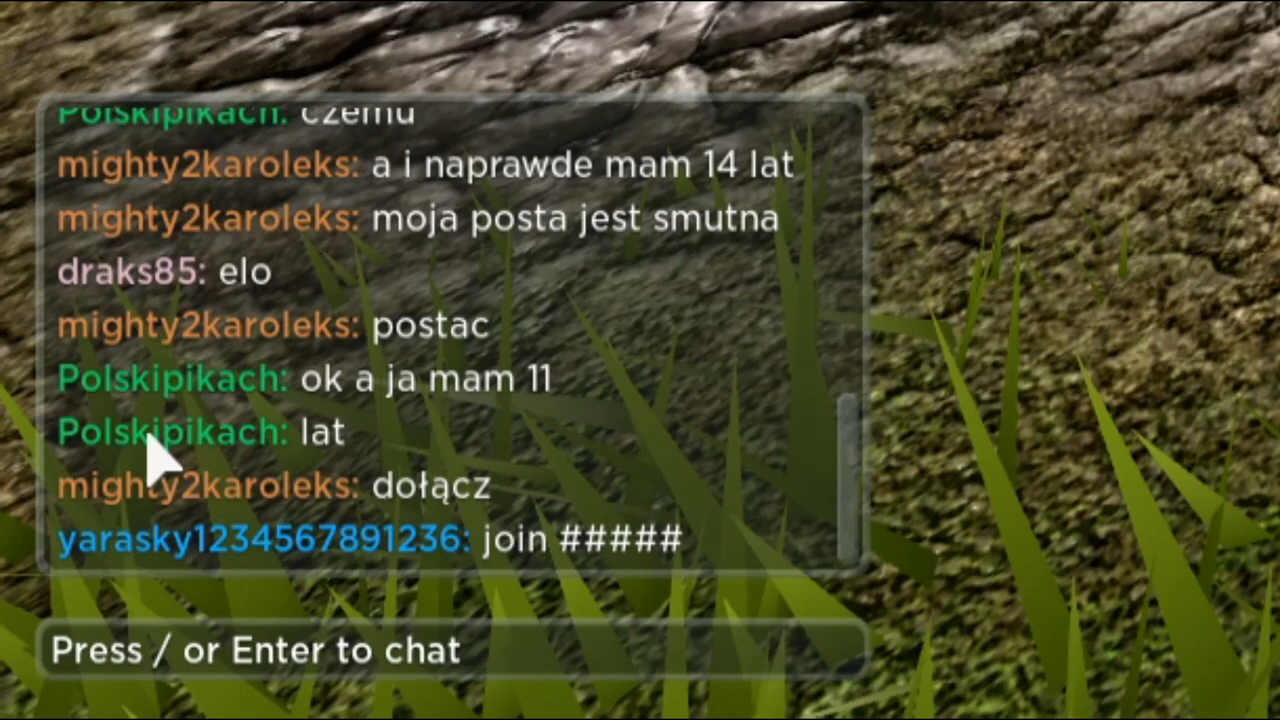 Polskipikach: czemu
mighty2karoleks: a i naprawde mam 14 lat
mighty2karoleks: moja posta jest smutna
draks85: elo
mighty2karoleks: postac
Polskipikach: ok a ja mam 11
Polskipikach: lat
mighty2karoleks: dołącz
yarasky1234567891236: join #####
Press / or Enter to chat